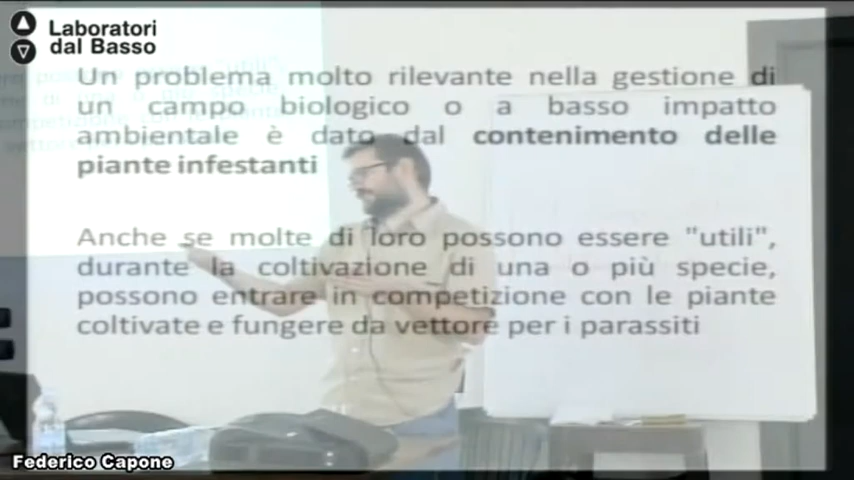 Laboratori
dal Basso
Un problema molto rilevante nella gestione di
un campo biologico o a basso impatto
ambientale è dato dal contenimento delle
piante infestanti
Anche se molte di loro possono essere "utili",
durante la coltivazione di una o più specie,
possono entrare in competizione con le piante
coltivate e fungere da vettore per i parassiti
Federico Capone